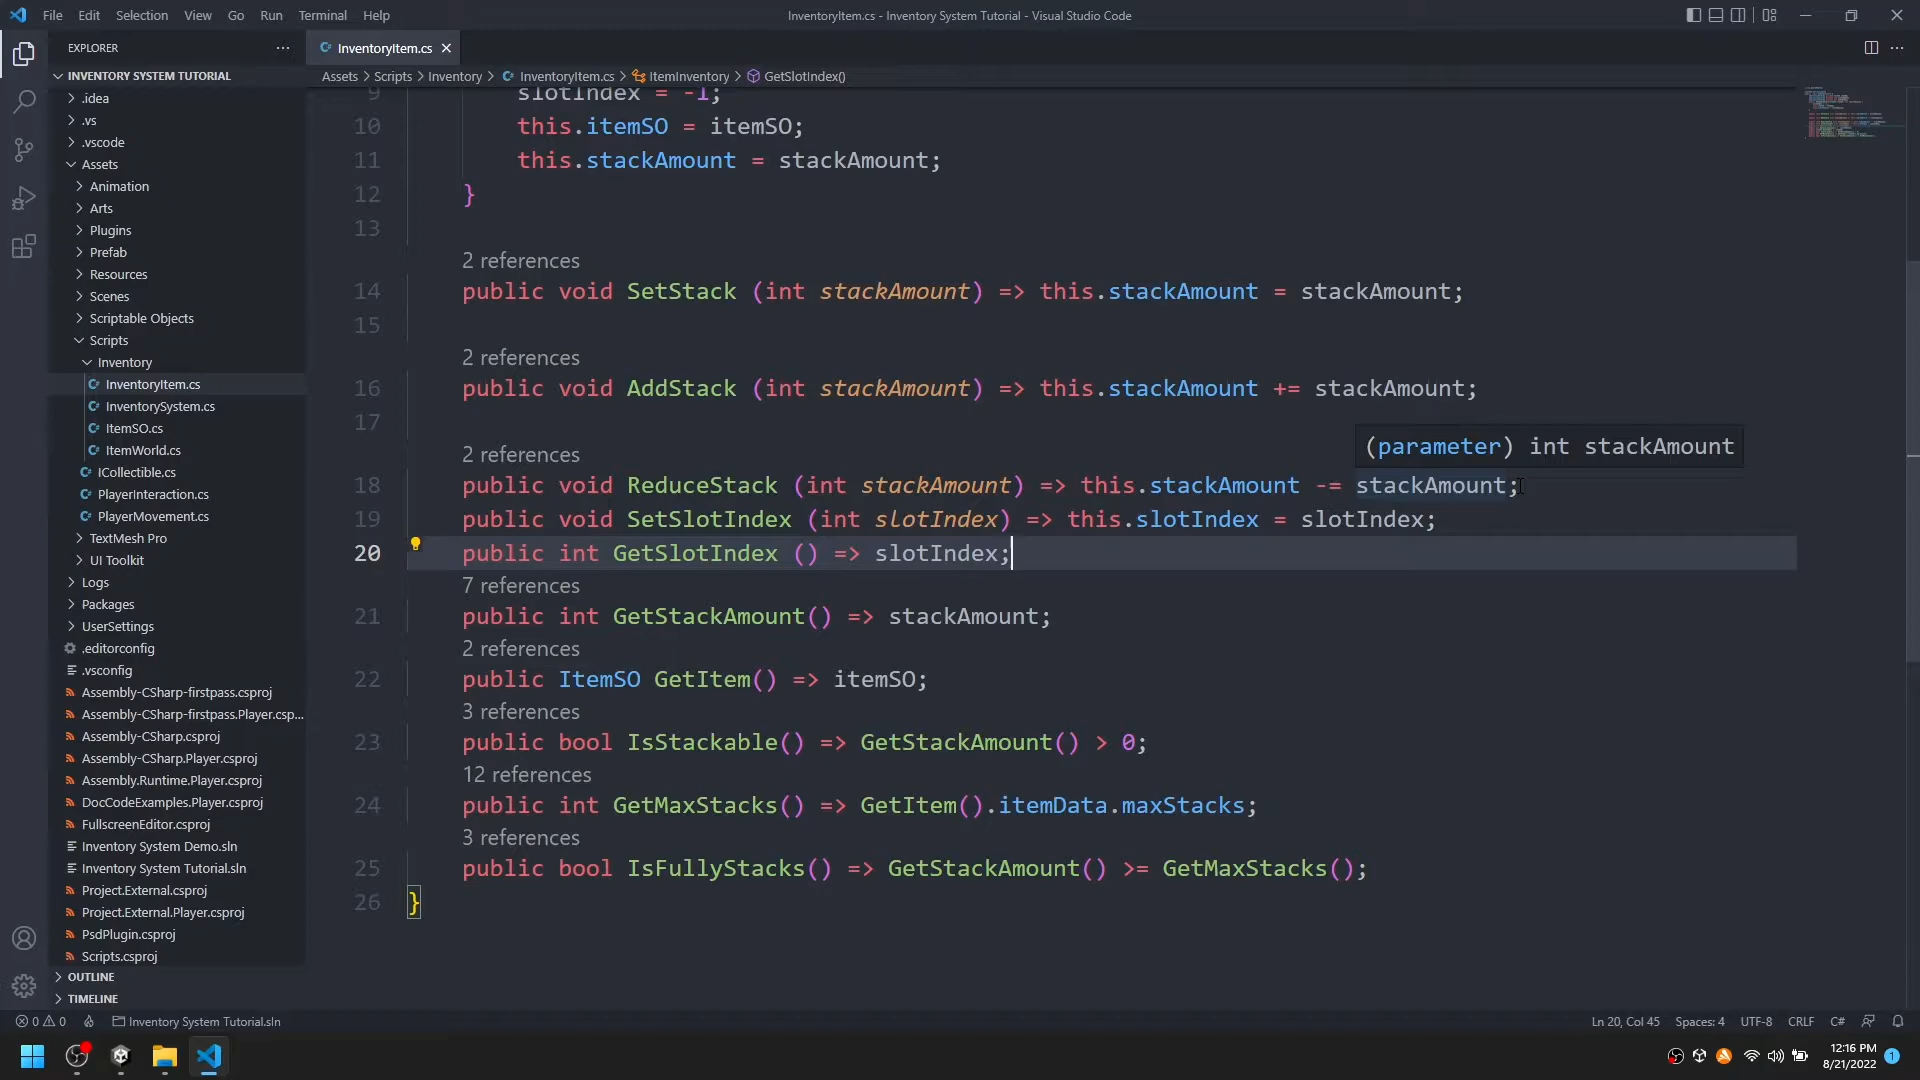 File Edit Selection View Go Run Terminal Help
InventoryItem.cs - Inventory System Tutorial - Visual Studio Code
EXPLORER
INVENTORY SYSTEM TUTORIAL
.idea
.vs
.vscode
Assets
Animation
Arts
Plugins
Prefab
Resources
Scenes
Scriptable Objects
Scripts
Inventory
InventoryItem.cs
InventorySystem.cs
ItemSO.cs
ItemWorld.cs
ICollectible.cs
PlayerInteraction.cs
PlayerMovement.cs
TextMesh Pro
UI Toolkit
Logs
Packages
UserSettings
.editorconfig
.vsconfig
Assembly-CSharp-firstpass.csproj
Assembly-CSharp-firstpass.Player.csp...
Assembly-CSharp.csproj
Assembly-CSharp.Player.csproj
Assembly.Runtime.Player.csproj
DocCodeExamples.Player.csproj
FullscreenEditor.csproj
Inventory System Demo.sln
Inventory System Tutorial.sln
Project.External.csproj
Project.External.Player.csproj
PsdPlugin.csproj
Scripts.csproj
OUTLINE
TIMELINE
InventoryItem.cs
Assets > Scripts > Inventory > InventoryItem.cs > ItemInventory > GetSlotIndex()
9 slotIndex = -1;
10 this.itemSO = itemSO;
11 this.stackAmount = stackAmount;
12 }
13
2 references
14 public void SetStack (int stackAmount) => this.stackAmount = stackAmount;
15
2 references
16 public void AddStack (int stackAmount) => this.stackAmount += stackAmount;
17
(parameter) int stackAmount
2 references
18 public void ReduceStack (int stackAmount) => this.stackAmount -= stackAmount;
19 public void SetSlotIndex (int slotIndex) => this.slotIndex = slotIndex;
20 public int GetSlotIndex () => slotIndex;
7 references
21 public int GetStackAmount() => stackAmount;
2 references
22 public ItemSO GetItem() => itemSO;
3 references
23 public bool IsStackable() => GetStackAmount() > 0;
12 references
24 public int GetMaxStacks() => GetItem().itemData.maxStacks;
3 references
25 public bool IsFullyStacks() => GetStackAmount() >= GetMaxStacks();
26 }
0 0 Inventory System Tutorial.sln
Ln 20, Col 45 Spaces: 4 UTF-8 CRLF C#
12:16 PM
8/21/2022
1